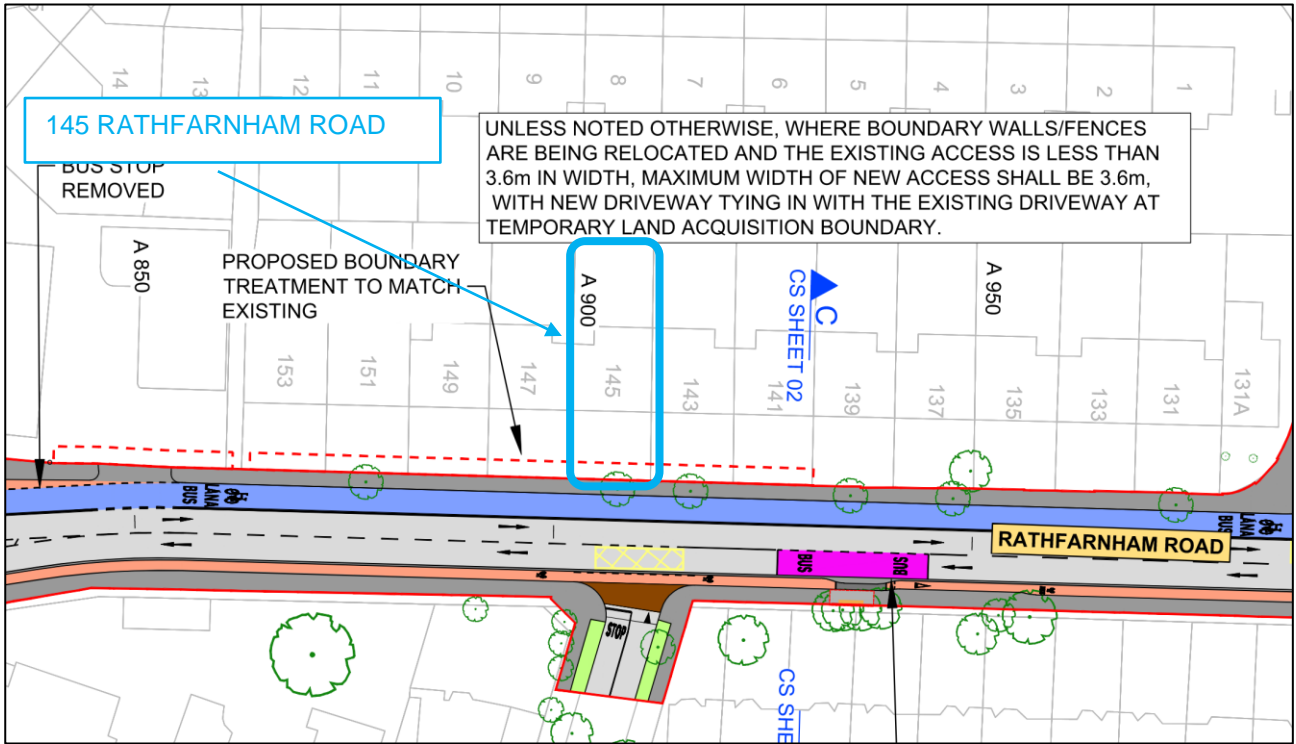 14
13
12
11
10
9
8
7
6
5
4
3
2
1
145 RATHFARNHAM ROAD
BUS STOP
REMOVED
UNLESS NOTED OTHERWISE, WHERE BOUNDARY WALLS/FENCES
ARE BEING RELOCATED AND THE EXISTING ACCESS IS LESS THAN
3.6m IN WIDTH, MAXIMUM WIDTH OF NEW ACCESS SHALL BE 3.6m,
WITH NEW DRIVEWAY TYING IN WITH THE EXISTING DRIVEWAY AT
TEMPORARY LAND ACQUISITION BOUNDARY.
A 850
PROPOSED BOUNDARY
TREATMENT TO MATCH
EXISTING
A 900
C
CS SHEET 02
A 950
153
151
149
147
145
143
141
139
137
135
133
131
131A
LANA
BUS
LANA
BUS
RATHFARNHAM ROAD
BUS
BUS
STOP
CS SHE